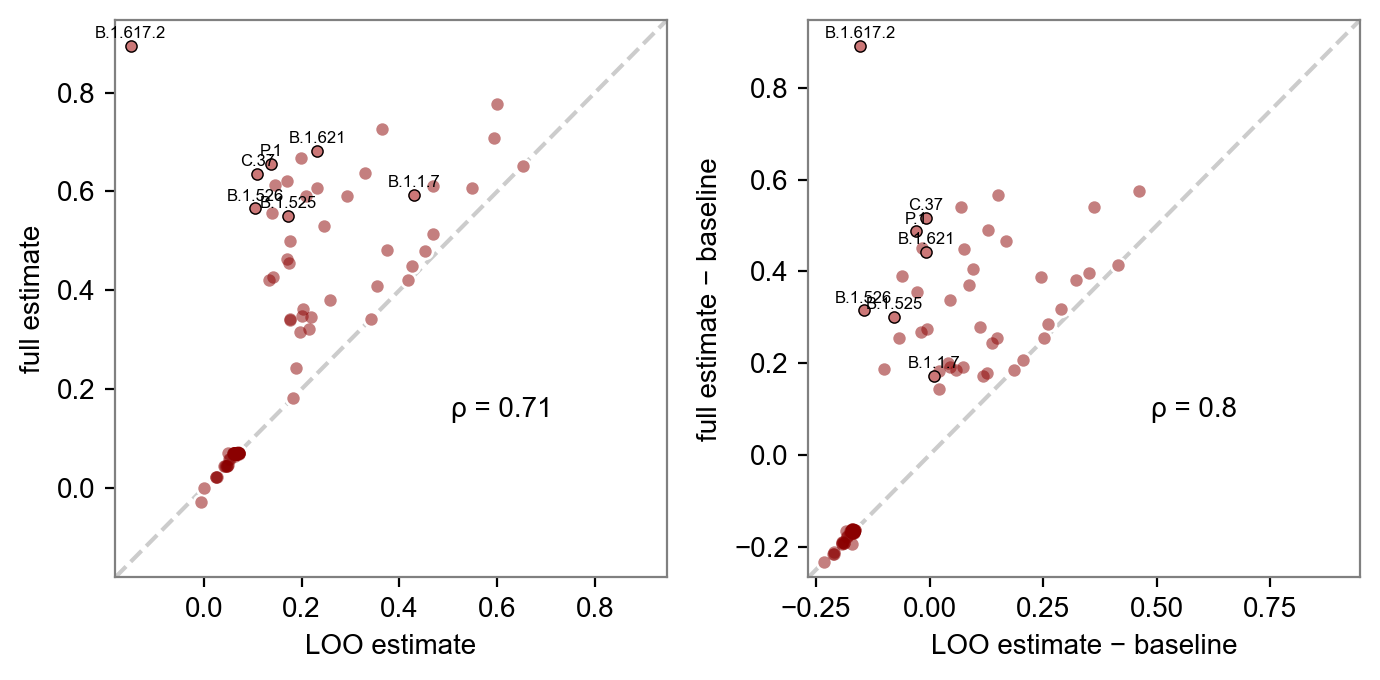 B.1.617.2
B.1.621
P.1
C.37
B.1.1.7
B.1.526
B.1.525
ρ = 0.71
0.8
0.6
0.4
0.2
0.0
full estimate
0.0 0.2 0.4 0.6 0.8
LOO estimate
B.1.617.2
C.37
P.1
B.1.621
B.1.526
B.1.525
B.1.1.7
ρ = 0.8
0.8
0.6
0.4
0.2
0.0
−0.2
full estimate − baseline
−0.25 0.00 0.25 0.50 0.75
LOO estimate − baseline